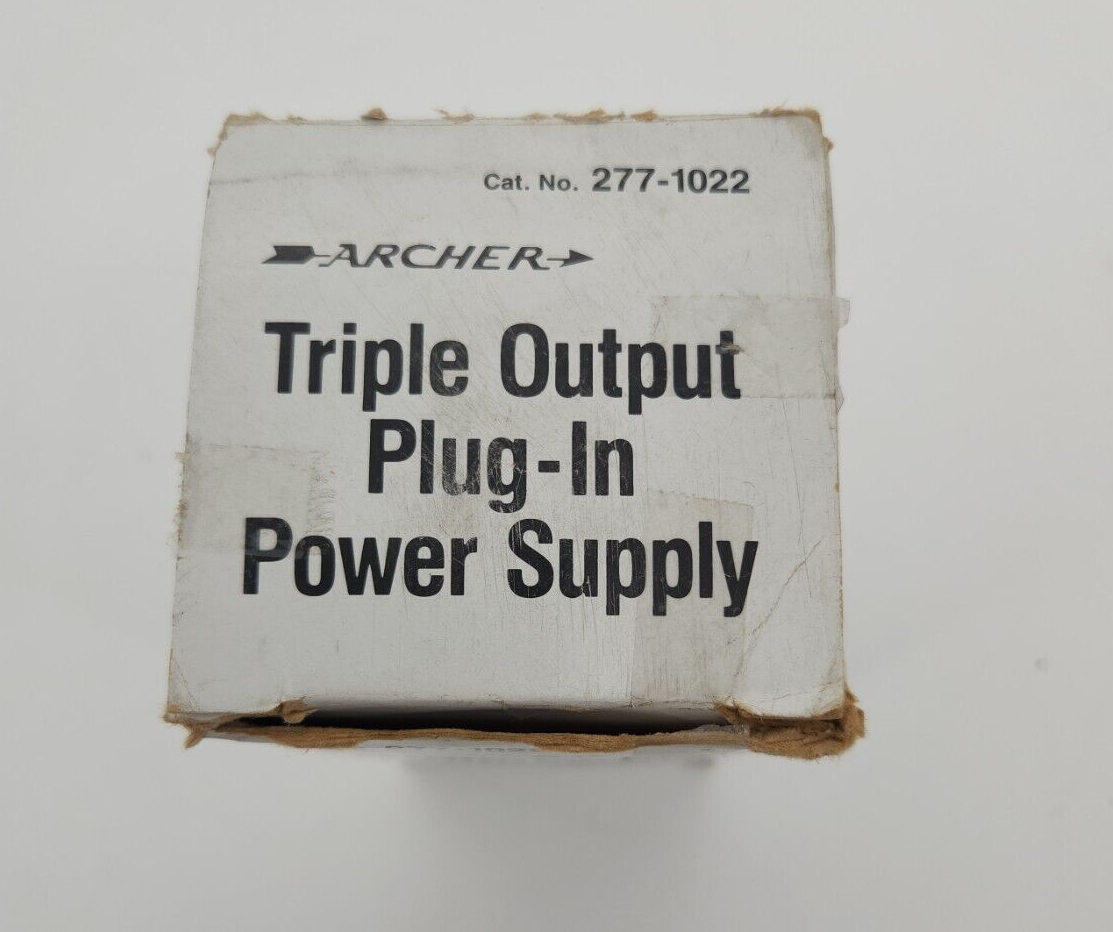 Cat. No. 277-1022
ARCHER
Triple Output
Plug-In
Power Supply